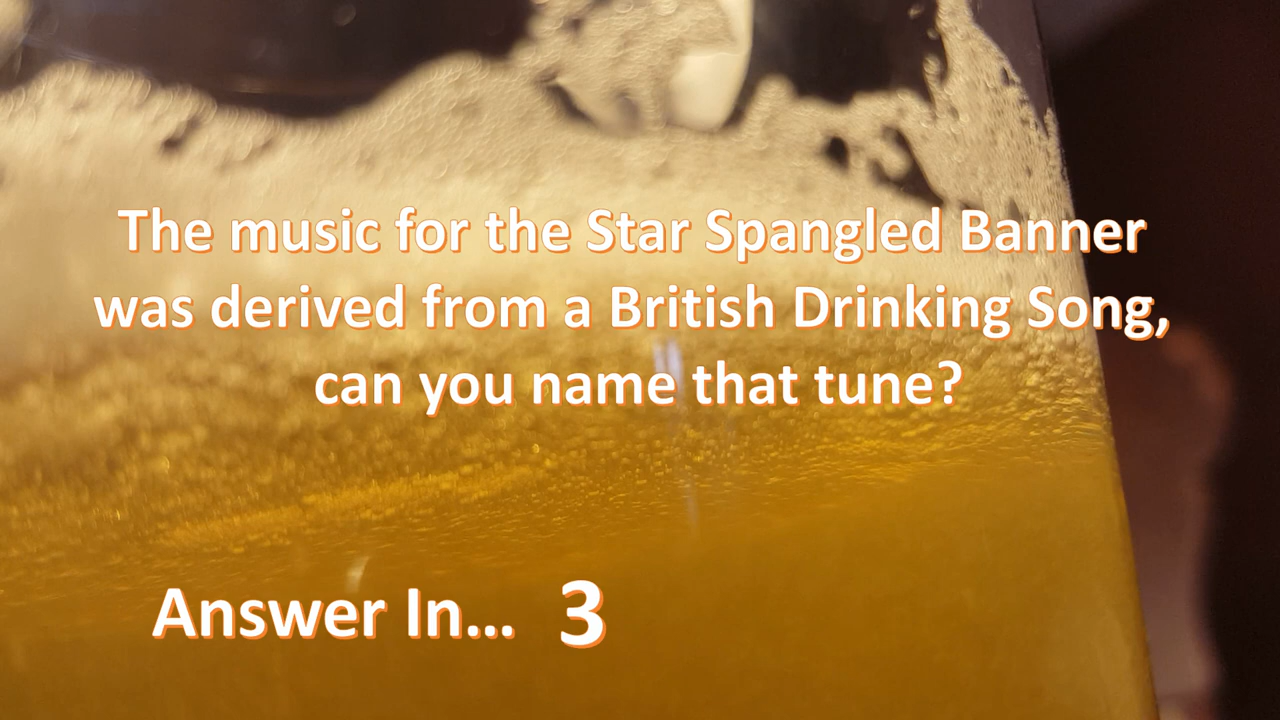 The music for the Star Spangled Banner
was derived from a British Drinking Song,
can you name that tune?
Answer In... 3